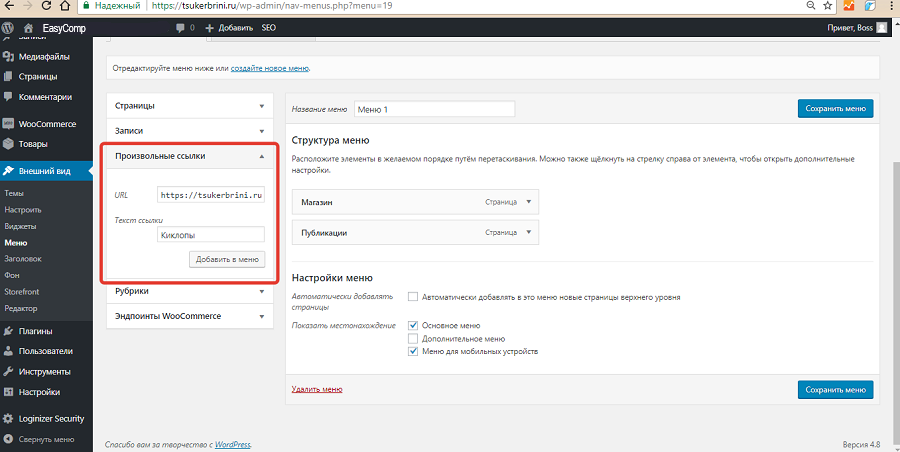 Надежный https://tsukerbrini.ru/wp-admin/nav-menus.php?menu=19
EasyComp 0 Добавить SEO Привет, Boss
Записи
Медиафайлы
Страницы
Комментарии
WooCommerce
Товары
Внешний вид
Темы
Настроить
Виджеты
Меню
Заголовок
Фон
Storefront
Редактор
Плагины
Пользователи
Инструменты
Настройки
Loginizer Security
Свернуть меню
Отредактируйте меню ниже или создайте новое меню.
Страницы
Записи
Произвольные ссылки
URL https://tsukerbrini.ru
Текст ссылки
Киклопы
Добавить в меню
Рубрики
Эндпоинты WooCommerce
Название меню Меню 1 Сохранить меню
Структура меню
Расположите элементы в желаемом порядке путём перетаскивания. Можно также щёлкнуть на стрелку справа от элемента, чтобы открыть дополнительные
настройки.
Магазин Страница
Публикации Страница
Настройки меню
Автоматически добавлять
страницы
Автоматически добавлять в это меню новые страницы верхнего уровня
Показать местонахождение Основное меню
Дополнительное меню
Меню для мобильных устройств
Удалить меню Сохранить меню
Спасибо вам за творчество с WordPress. Версия 4.8